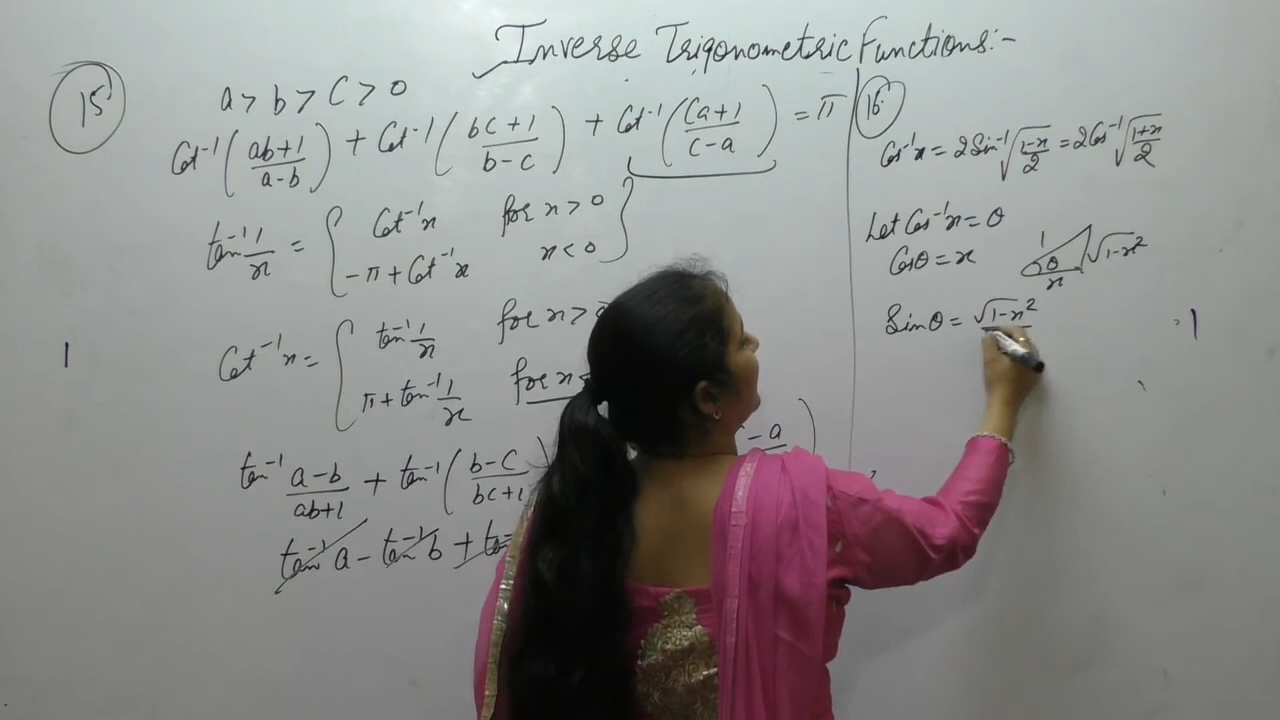 Inverse Trigonometric Functions:-
15
a > b > c > 0
Cot⁻¹((ab+1)/(a-b)) + Cot⁻¹((bc+1)/(b-c)) + Cot⁻¹((ca+1)/(c-a)) = π
tan⁻¹ 1/x = { Cot⁻¹x for x > 0
-π + Cot⁻¹x x < 0 }
Cot⁻¹x = { tan⁻¹ 1/x for x >
π + tan⁻¹ 1/x for x
tan⁻¹ (a-b)/(ab+1) + tan⁻¹((b-c)/(bc+1) -a )
tan⁻¹a - tan⁻¹b +
16.
Cos⁻¹x = 2Sin⁻¹√((1-x)/2) = 2Cos⁻¹√((1+x)/2)
Let Cos⁻¹x = θ
Cosθ = x
1 θ x √1-x²
Sinθ = √1-x²